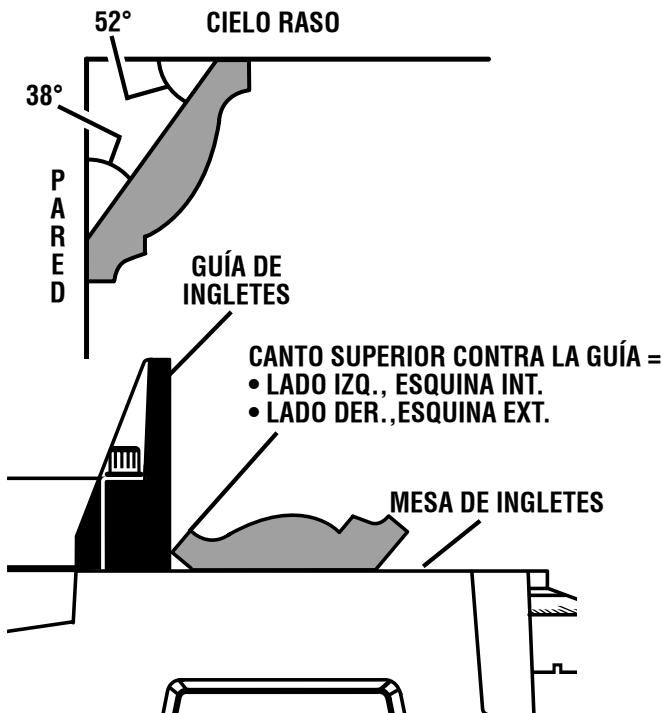 52°
CIELO RASO
38°
PARED
GUÍA DE
INGLETES
CANTO SUPERIOR CONTRA LA GUÍA =
• LADO IZQ., ESQUINA INT.
• LADO DER.,ESQUINA EXT.
MESA DE INGLETES